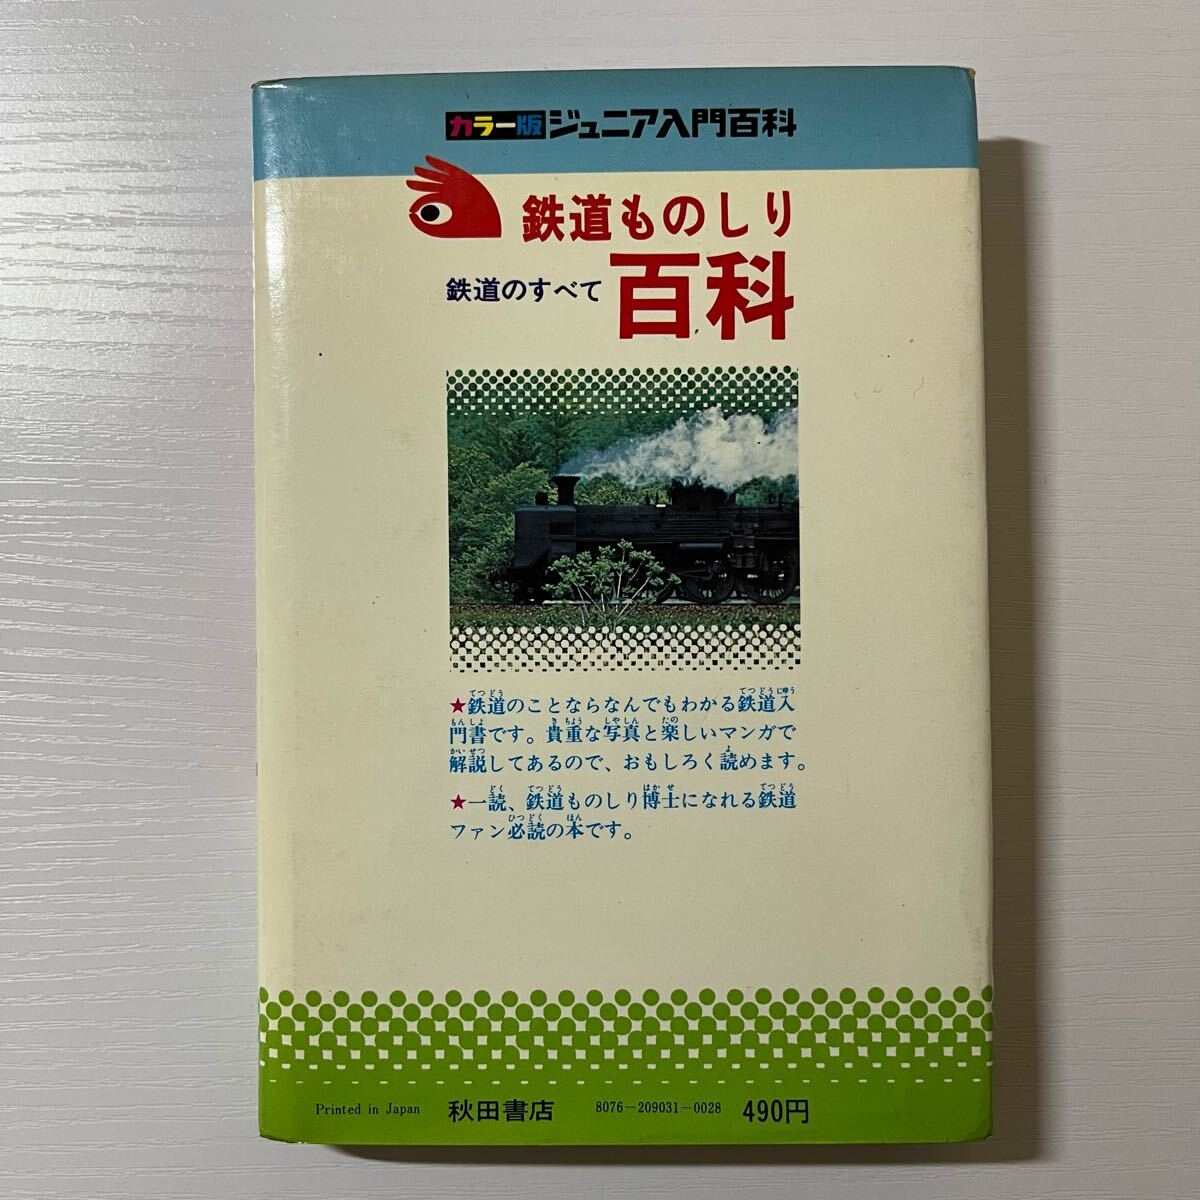 カラー版ジュニア入門百科
鉄道ものしり
鉄道のすべて 百科
★鉄道のことならなんでもわかる鉄道入
門書です。貴重な写真と楽しいマンガで
解説してあるので、おもしろく読めます。
★一読、鉄道ものしり博士になれる鉄道
ファン必読の本です。
Printed in Japan 秋田書店 8076-209031-0028 490円